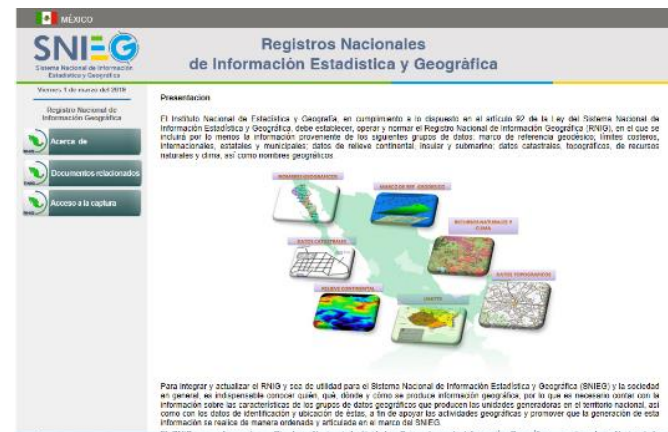 MÉXICO
SNIEG
Sistema Nacional de Información
Estadística y Geográfica
Registros Nacionales
de Información Estadística y Geográfica
Viernes 1 de marzo del 2019
Registro Nacional de
Información Geográfica
Acerca de
Documentos relacionados
Acceso a la captura
Presentacion
El Instituto Nacional de Estadística y Geografía, en cumplimiento a lo dispuesto en el artículo 92 de la Ley del Sistema Nacional de
Información Estadística y Geográfica, debe establecer, operar y normar el Registro Nacional de Información Geográfica (RNIG), en el que se
incluirá por lo menos la información proveniente de los siguientes grupos de datos: marco de referencia geodésico; límites costeros,
internacionales, estatales y municipales; datos de relieve continental, insular y submarino; datos catastrales, topográficos, de recursos
naturales y clima, así como nombres geográficos
NOMBRES GEOGRAFICOS
MARCO DE REF. GEODESICO
RECURSOS NATURALES Y
CLIMA
DATOS CATASTRALES
DATOS TOPOGRAFICOS
RELIEVE CONTINENTAL
LIMITES
Para integrar y actualizar el RNIG y sea de utilidad para el Sistema Nacional de Información Estadística y Geográfica (SNIEG) y la sociedad
en general, es indispensable conocer quién, qué, dónde y cómo se produce información geográfica; por lo que es necesario contar con la
información sobre las características de los grupos de datos geográficos que producen las unidades generadoras en el territorio nacional, así
como con los datos de identificación y ubicación de éstas, a fin de apoyar las actividades geográficas y promover que la generación de esta
información se realice de manera ordenada y articulada en el marco del SNIEG.